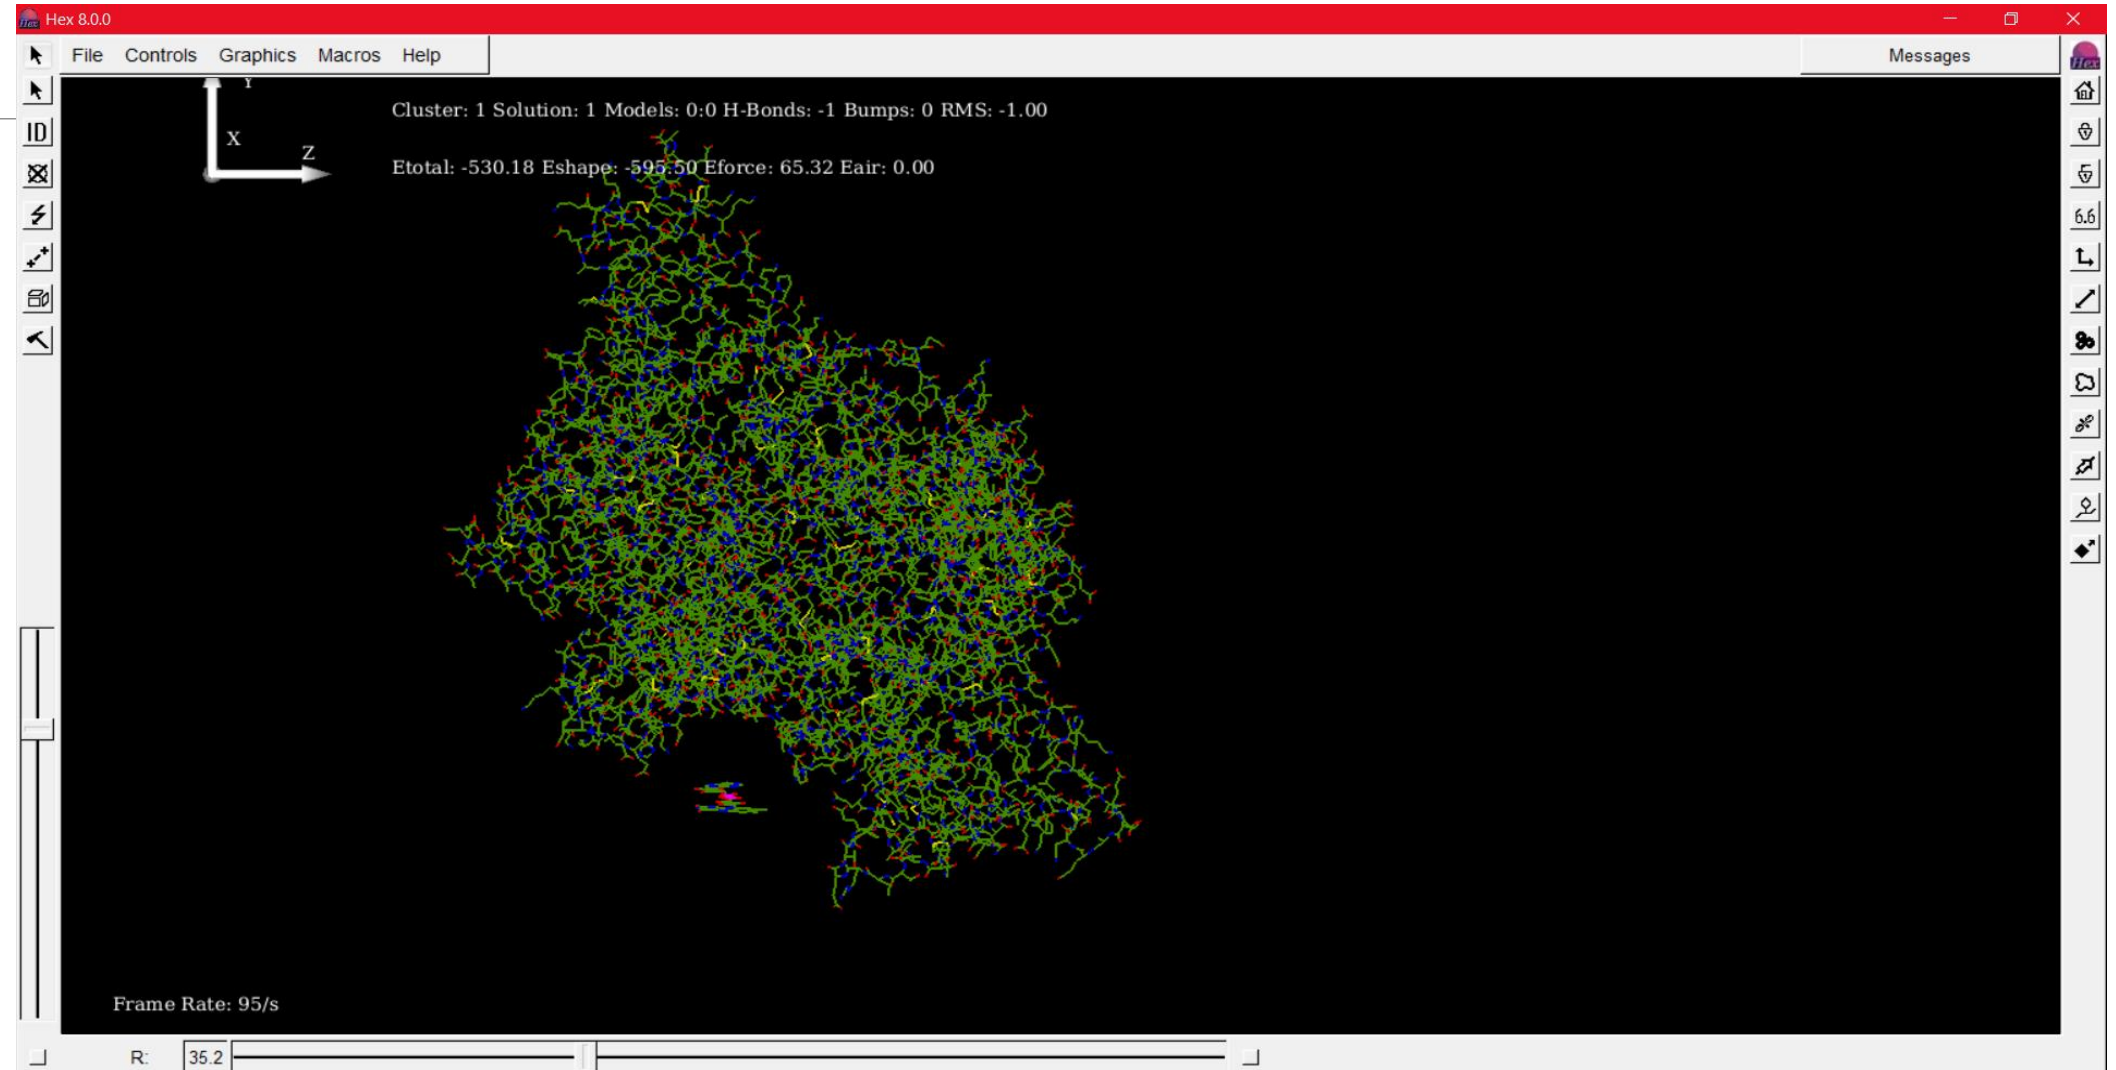 Hex 8.0.0
File Controls Graphics Macros Help Messages
Hex
Y
Cluster: 1 Solution: 1 Models: 0:0 H-Bonds: -1 Bumps: 0 RMS: -1.00
ID
X
Z
Etotal: -530.18 Eshape: -595.50 Eforce: 65.32 Eair: 0.00
6.6
Frame Rate: 95/s
R: 35.2